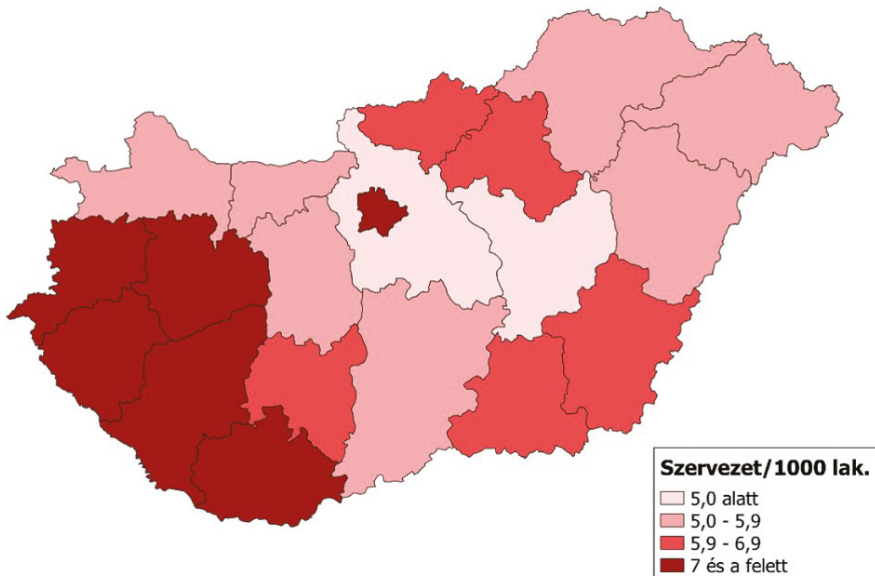 Szervezet/1000 lak.
5,0 alatt
5,0 - 5,9
5,9 - 6,9
7 és a felett